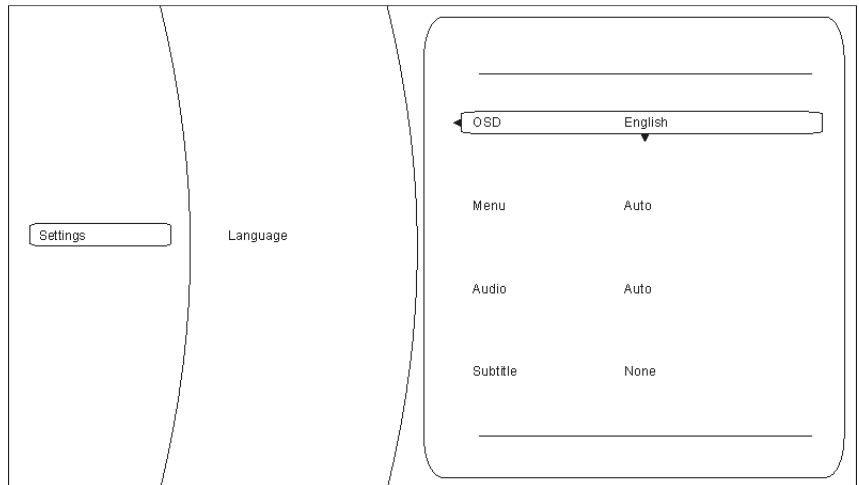 OSD English
Menu Auto
Settings
Language
Audio Auto
Subtitle None